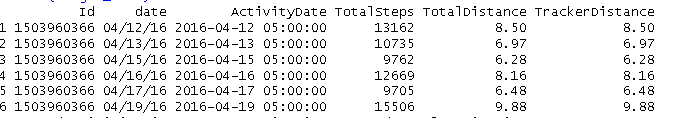 Id date ActivityDate TotalSteps TotalDistance TrackerDistance
1 1503960366 04/12/16 2016-04-12 05:00:00 13162 8.50 8.50
2 1503960366 04/13/16 2016-04-13 05:00:00 10735 6.97 6.97
3 1503960366 04/15/16 2016-04-15 05:00:00 9762 6.28 6.28
4 1503960366 04/16/16 2016-04-16 05:00:00 12669 8.16 8.16
5 1503960366 04/17/16 2016-04-17 05:00:00 9705 6.48 6.48
6 1503960366 04/19/16 2016-04-19 05:00:00 15506 9.88 9.88